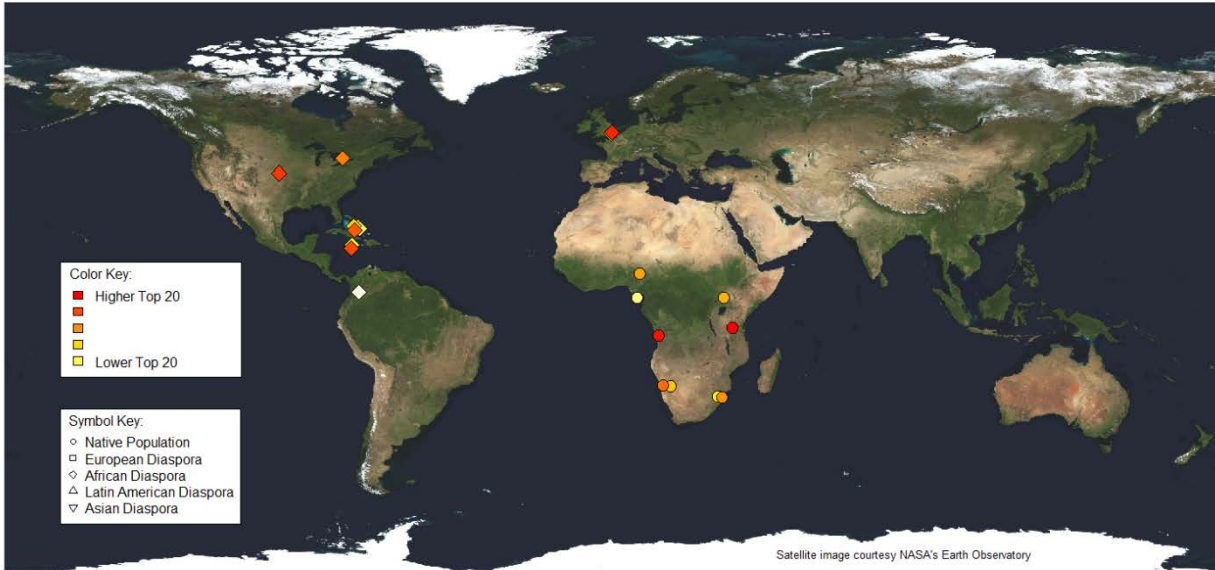 Color Key:
Higher Top 20
Lower Top 20
Symbol Key:
Native Population
European Diaspora
African Diaspora
Latin American Diaspora
Asian Diaspora
Satellite image courtesy NASA's Earth Observatory